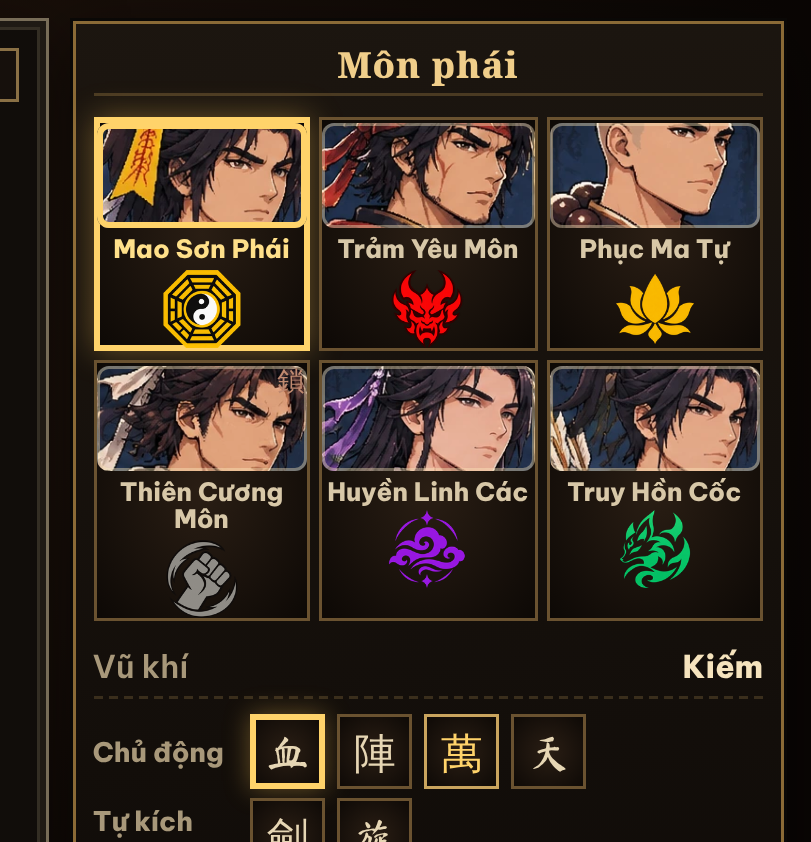 Môn phái
Mao Sơn Phái
Trảm Yêu Môn
Phục Ma Tự
鎖
Thiên Cương
Môn
Huyền Linh Các
Truy Hồn Cốc
Vũ khí
Kiếm
Chủ động
血
陣
萬
天
Tự kích
劍
旋